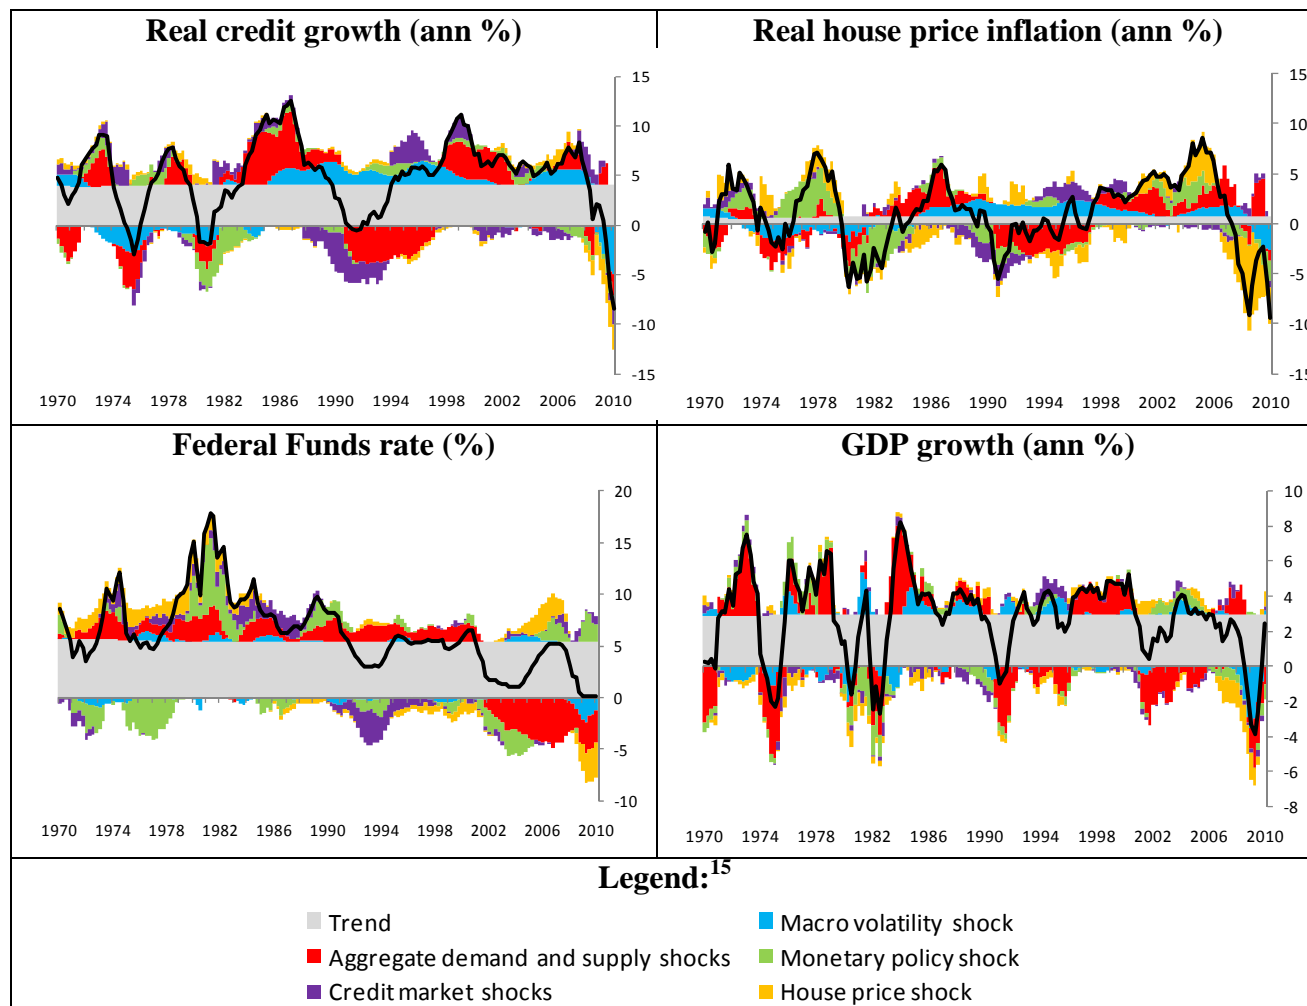 Real credit growth (ann %)
15
10
5
0
-5
-10
-15
1970 1974 1978 1982 1986 1990 1994 1998 2002 2006 2010
Real house price inflation (ann %)
15
10
5
0
-5
-10
-15
1970 1974 1978 1982 1986 1990 1994 1998 2002 2006 2010
Federal Funds rate (%)
20
15
10
5
0
-5
-10
1970 1974 1978 1982 1986 1990 1994 1998 2002 2006 2010
GDP growth (ann %)
10
8
6
4
2
0
-2
-4
-6
-8
1970 1974 1978 1982 1986 1990 1994 1998 2002 2006 2010
Legend:15
Trend
Macro volatility shock
Aggregate demand and supply shocks
Monetary policy shock
Credit market shocks
House price shock